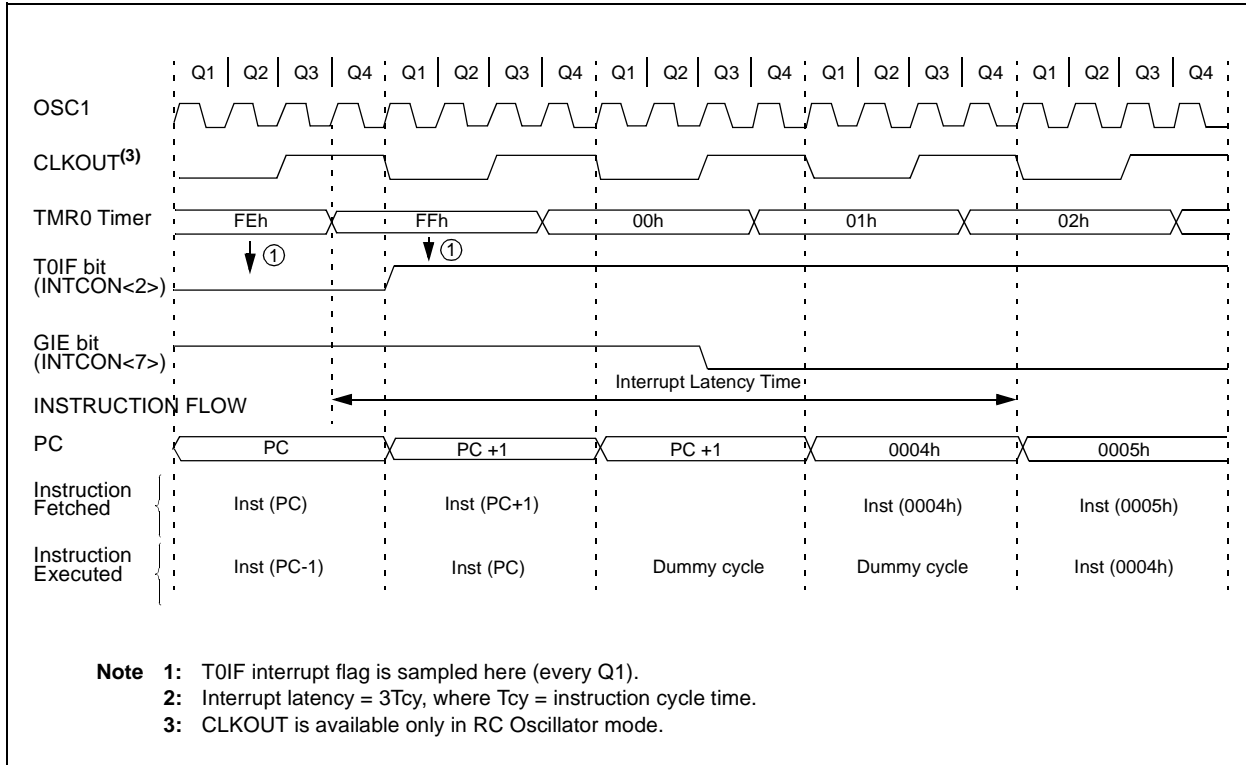 Q1 Q2 Q3 Q4 Q1 Q2 Q3 Q4 Q1 Q2 Q3 Q4 Q1 Q2 Q3 Q4 Q1 Q2 Q3 Q4
OSC1
CLKOUT(3)
TMR0 Timer FEh FFh 00h 01h 02h
1 1
T0IF bit
(INTCON<2>)
GIE bit
(INTCON<7>)
Interrupt Latency Time
INSTRUCTION FLOW
PC PC PC +1 PC +1 0004h 0005h
Instruction
Fetched
Inst (PC) Inst (PC+1) Inst (0004h) Inst (0005h)
Instruction
Executed
Inst (PC-1) Inst (PC) Dummy cycle Dummy cycle Inst (0004h)
Note 1: T0IF interrupt flag is sampled here (every Q1).
2: Interrupt latency = 3Tcy, where Tcy = instruction cycle time.
3: CLKOUT is available only in RC Oscillator mode.